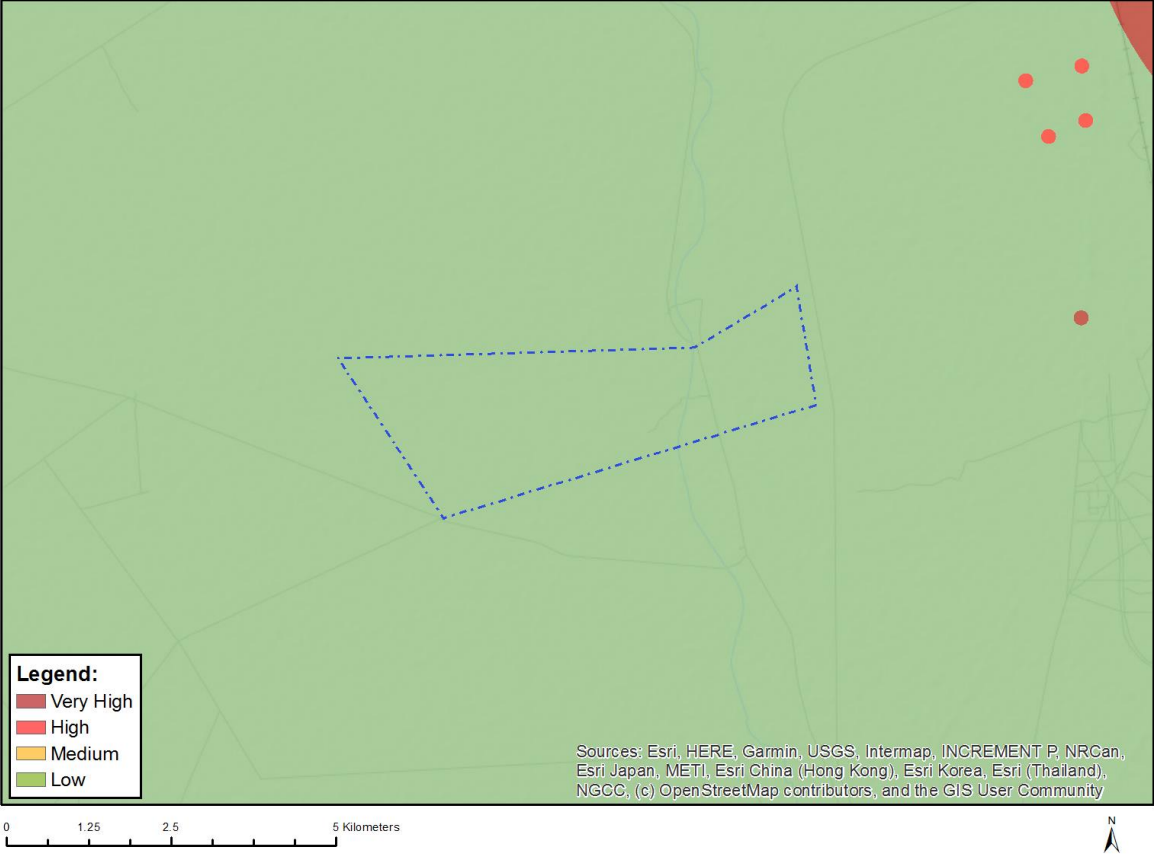 Legend:
Very High
High
Medium
Low
Sources: Esri, HERE, Garmin, USGS, Intermap, INCREMENT P, NRCan,
Esri Japan, METI, Esri China (Hong Kong), Esri Korea, Esri (Thailand),
NGCC, (c) OpenStreetMap contributors, and the GIS User Community
0 1.25 2.5 5 Kilometers
N